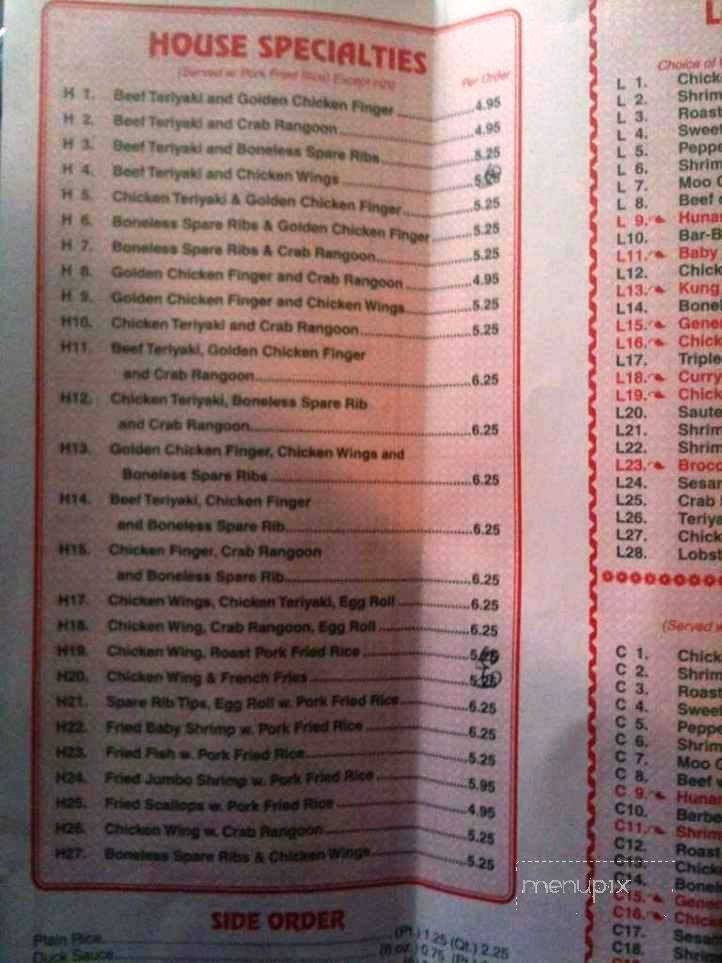 HOUSE SPECIALTIES
(Served w. Pork Fried Rice) Except H20 Per Order
H 1. Beef Teriyaki and Golden Chicken Finger 4.95
H 2. Beef Teriyaki and Crab Rangoon 4.95
H 3. Beef Teriyaki and Boneless Spare Ribs 5.25
H 4. Beef Teriyaki and Chicken Wings
H 5. Chicken Teriyaki & Golden Chicken Finger 5.25
H 6. Boneless Spare Ribs & Golden Chicken Finger 5.25
H 7. Boneless Spare Ribs & Crab Rangoon 5.25
H 8. Golden Chicken Finger and Crab Rangoon 4.95
H 9. Golden Chicken Finger and Chicken Wings 5.25
H10. Chicken Teriyaki and Crab Rangoon 5.25
H11. Beef Teriyaki, Golden Chicken Finger
and Crab Rangoon 6.25
H12. Chicken Teriyaki, Boneless Spare Rib
and Crab Rangoon 6.25
H13. Golden Chicken Finger, Chicken Wings and
Boneless Spare Ribs 6.25
H14. Beef Teriyaki, Chicken Finger
and Boneless Spare Rib 6.25
H15. Chicken Finger, Crab Rangoon
and Boneless Spare Rib 6.25
H17. Chicken Wings, Chicken Teriyaki, Egg Roll 6.25
H18. Chicken Wing, Crab Rangoon, Egg Roll 6.25
H19. Chicken Wing, Roast Pork Fried Rice
H20. Chicken Wing & French Fries
H21. Spare Rib Tips, Egg Roll w. Pork Fried Rice 6.25
H22. Fried Baby Shrimp w. Pork Fried Rice 6.25
H23. Fried Fish w. Pork Fried Rice 5.25
H24. Fried Jumbo Shrimp w. Pork Fried Rice 5.95
H25. Fried Scallops w. Pork Fried Rice 4.95
H26. Chicken Wing w. Crab Rangoon 5.25
H27. Boneless Spare Ribs & Chicken Wings 5.25
SIDE ORDER
Plain Rice (Pt.) 1.25 (Qt.) 2.25
Duck Sauce (8 oz.) 0.75 (Pt.)
L
Choice of
L 1. Chick
L 2. Shrim
L 3. Roast
L 4. Sweet
L 5. Peppe
L 6. Shrim
L 7. Moo G
L 8. Beef
L 9. Hunan
L10. Bar-B
L11. Baby
L12. Chick
L13. Kung
L14. Bonel
L15. Gene
L16. Chick
L17. Triple
L18. Curry
L19. Chick
L20. Saute
L21. Shrim
L22. Shrim
L23. Brocc
L24. Sesar
L25. Crab
L26. Teriya
L27. Chick
L28. Lobst
(Served w
C 1. Chick
C 2. Shrim
C 3. Roast
C 4. Sweet
C 5. Peppe
C 6. Shrim
C 7. Moo G
C 8. Beef
C 9. Hunan
C10. Barbe
C11. Shrim
C12. Roast
C13. Chick
C14. Bonel
C15. Gene
C16. Chick
C17. Sesa
C18. Shrim
menupix